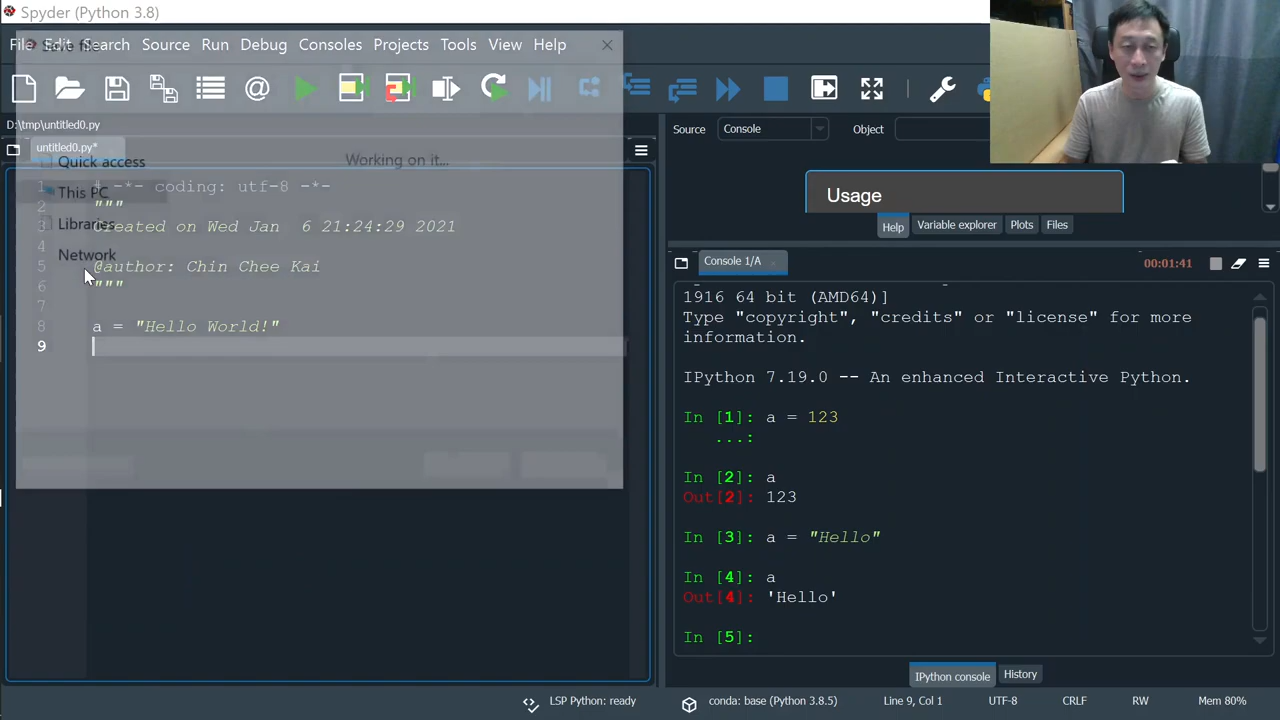 Spyder (Python 3.8)
File Edit Search Source Run Debug Consoles Projects Tools View Help
Save file
D:\tmp\untitled0.py
untitled0.py*
Source Console Object
Usage
Help Variable explorer Plots Files
Quick access
Working on it...
This PC
Libraries
Network
1 # -*- coding: utf-8 -*-
2 """
3 Created on Wed Jan  6 21:24:29 2021
4
5 @author: Chin Chee Kai
6 """
7
8 a = "Hello World!"
9
Console 1/A
00:01:41
1916 64 bit (AMD64)]
Type "copyright", "credits" or "license" for more
information.
IPython 7.19.0 -- An enhanced Interactive Python.
In [1]: a = 123
...:
In [2]: a
Out[2]: 123
In [3]: a = "Hello"
In [4]: a
Out[4]: 'Hello'
In [5]:
IPython console History
LSP Python: ready conda: base (Python 3.8.5) Line 9, Col 1 UTF-8 CRLF RW Mem 80%